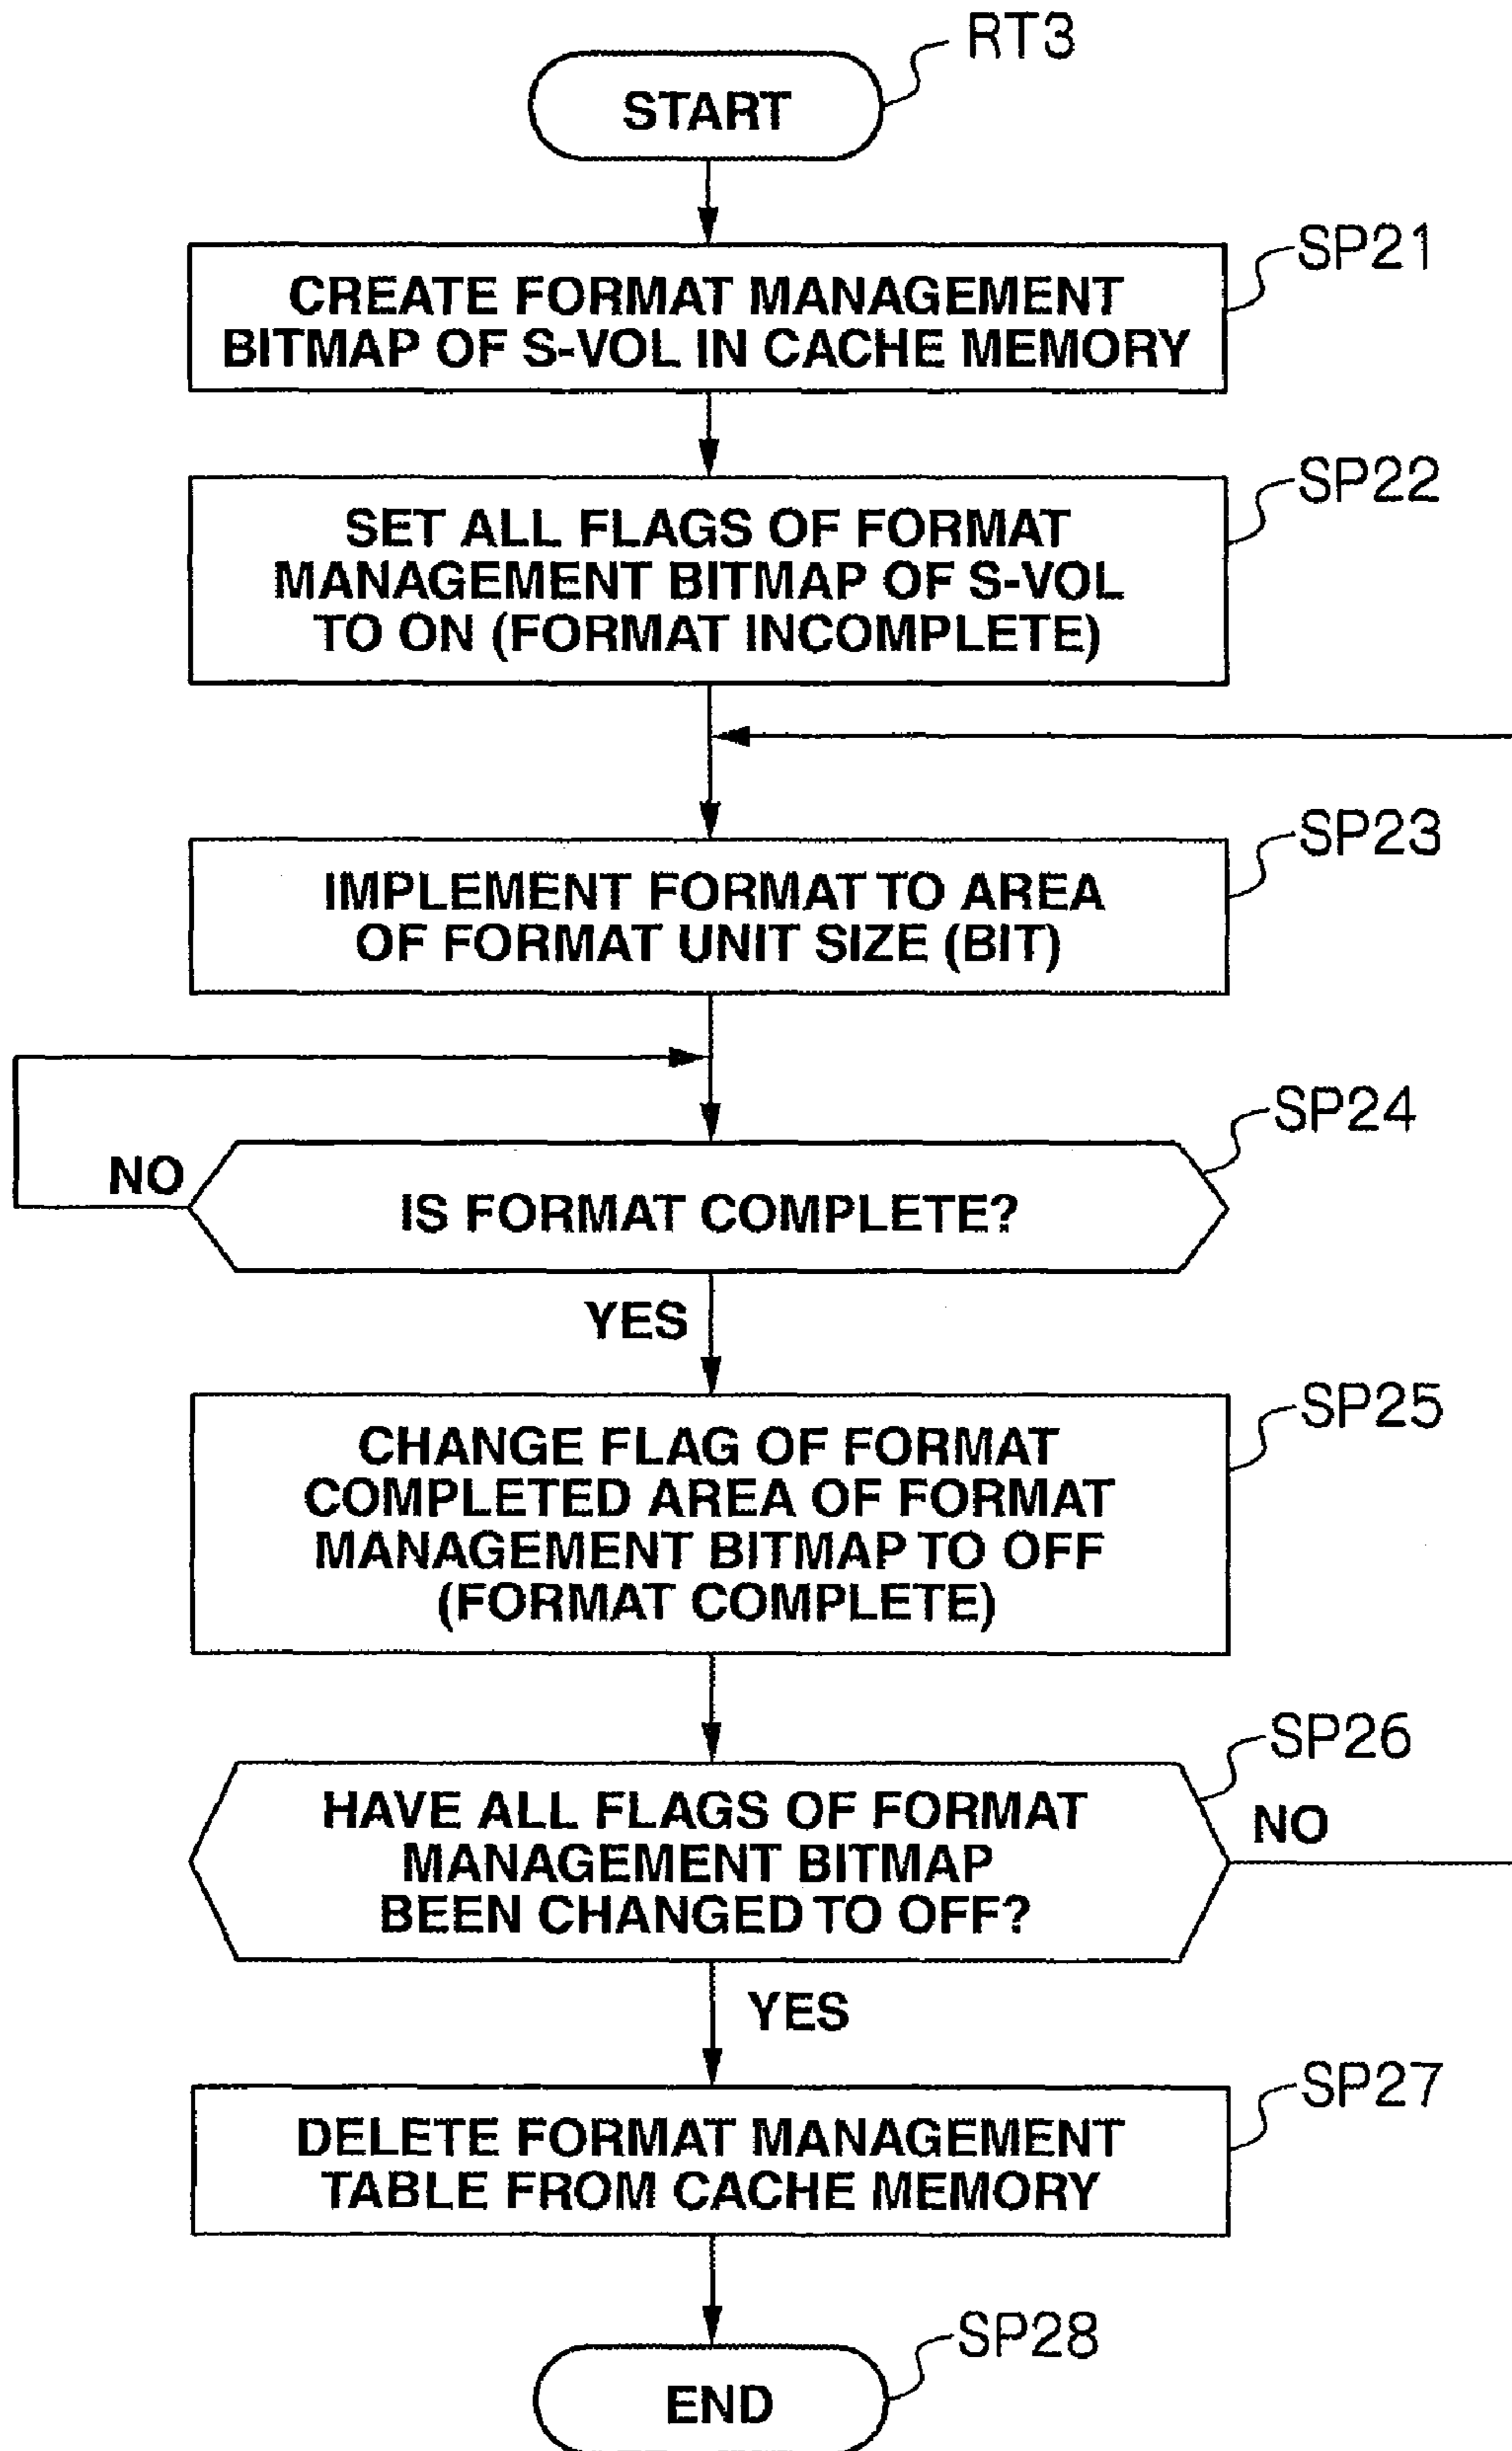 RT3
START
SP21
CREATE FORMAT MANAGEMENT
BITMAP OF S-VOL IN CACHE MEMORY
SP22
SET ALL FLAGS OF FORMAT
MANAGEMENT BITMAP OF S-VOL
TO ON (FORMAT INCOMPLETE)
SP23
IMPLEMENT FORMAT TO AREA
OF FORMAT UNIT SIZE (BIT)
SP24
NO
IS FORMAT COMPLETE?
YES
SP25
CHANGE FLAG OF FORMAT
COMPLETED AREA OF FORMAT
MANAGEMENT BITMAP TO OFF
(FORMAT COMPLETE)
SP26
HAVE ALL FLAGS OF FORMAT
MANAGEMENT BITMAP
BEEN CHANGED TO OFF?
NO
YES
SP27
DELETE FORMAT MANAGEMENT
TABLE FROM CACHE MEMORY
SP28
END